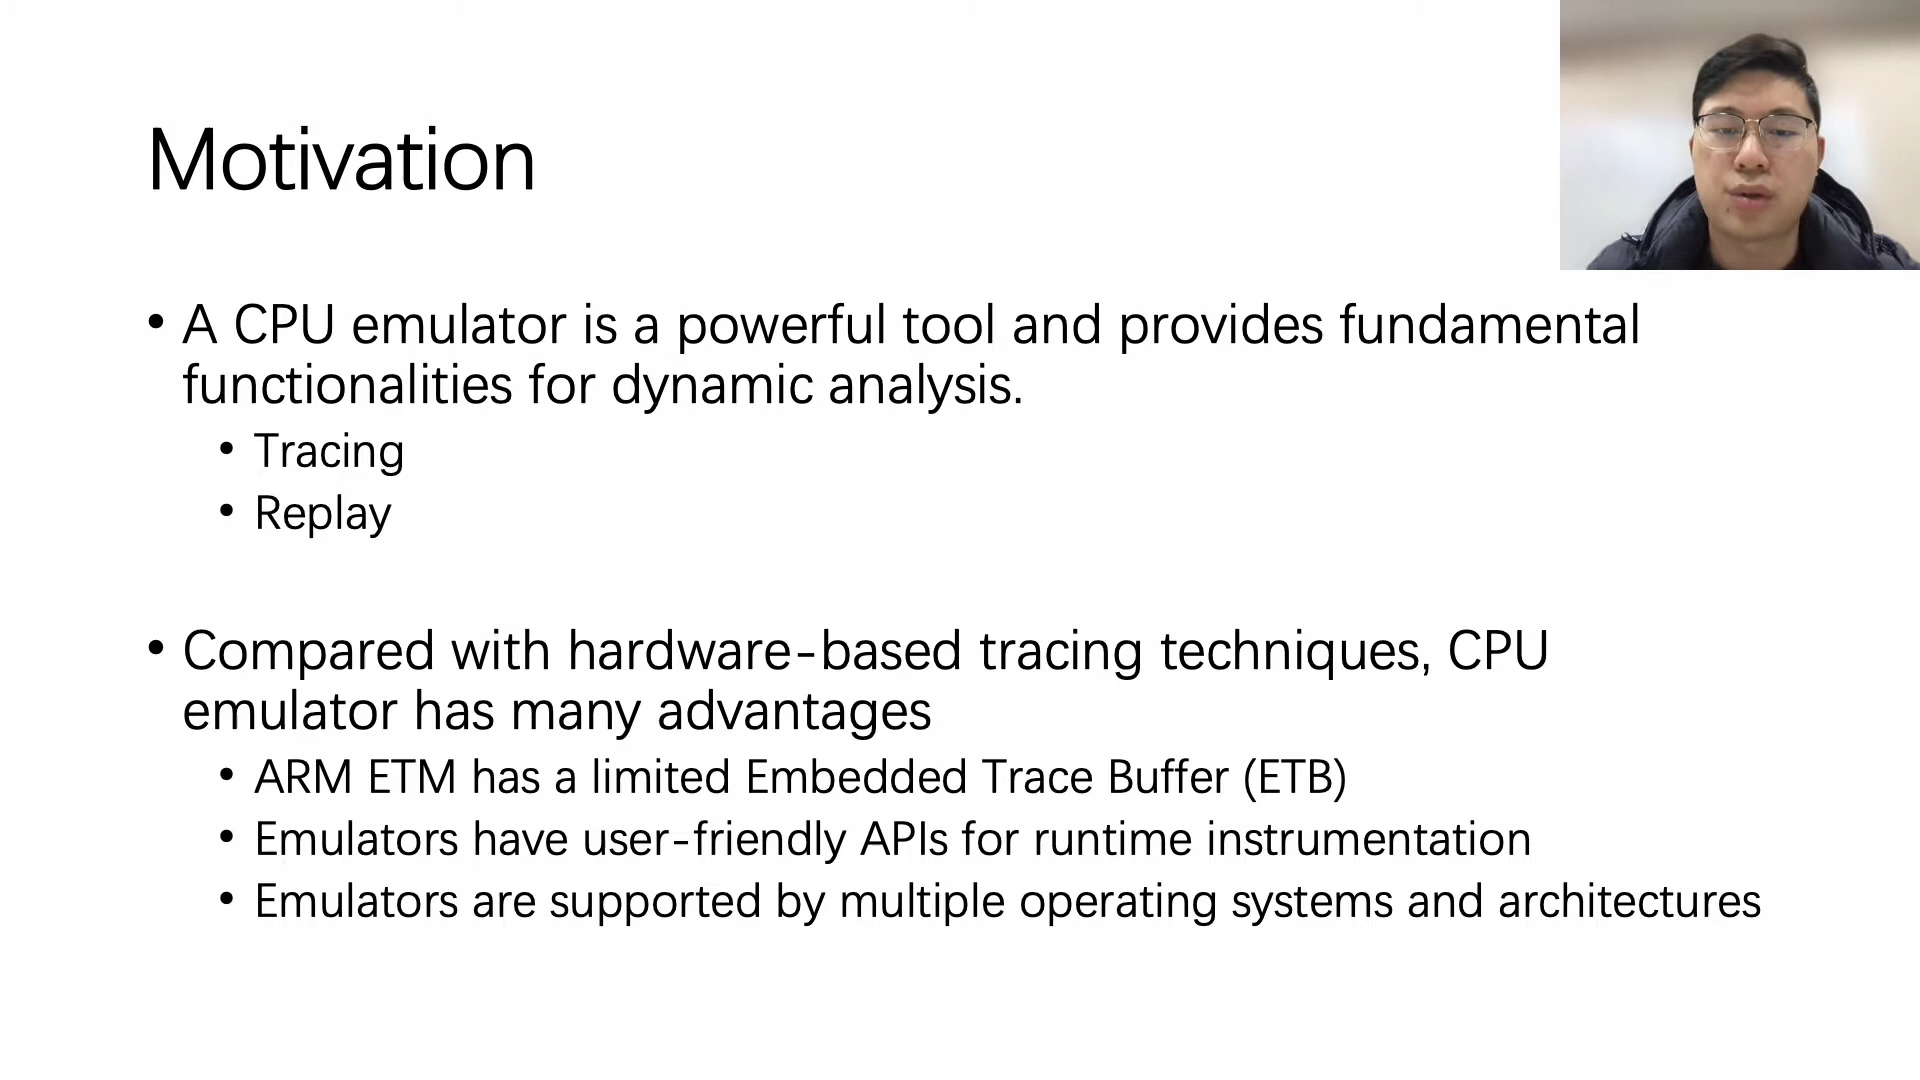 Motivation
• A CPU emulator is a powerful tool and provides fundamental
functionalities for dynamic analysis.
• Tracing
• Replay
• Compared with hardware-based tracing techniques, CPU
emulator has many advantages
• ARM ETM has a limited Embedded Trace Buffer (ETB)
• Emulators have user-friendly APIs for runtime instrumentation
• Emulators are supported by multiple operating systems and architectures